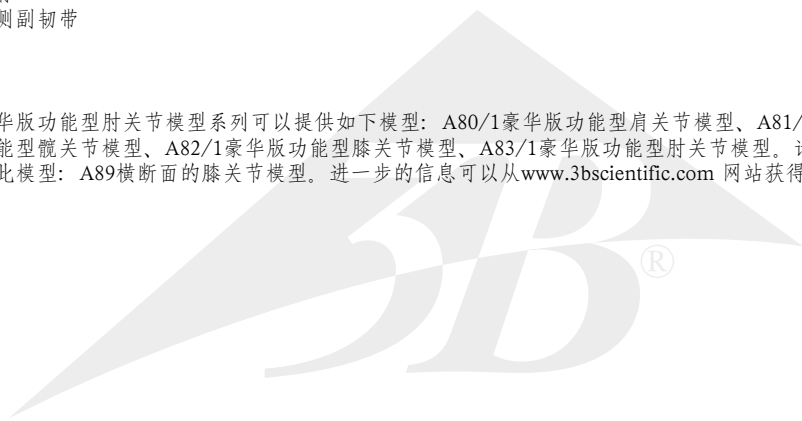 侧副韧带
华版功能型肘关节模型系列可以提供如下模型: A80/1豪华版功能型肩关节模型、A81/
能型髋关节模型、A82/1豪华版功能型膝关节模型、A83/1豪华版功能型肘关节模型。
此模型: A89横断面的膝关节模型。进一步的信息可以从www.3bscientific.com 网站获得
3B
®